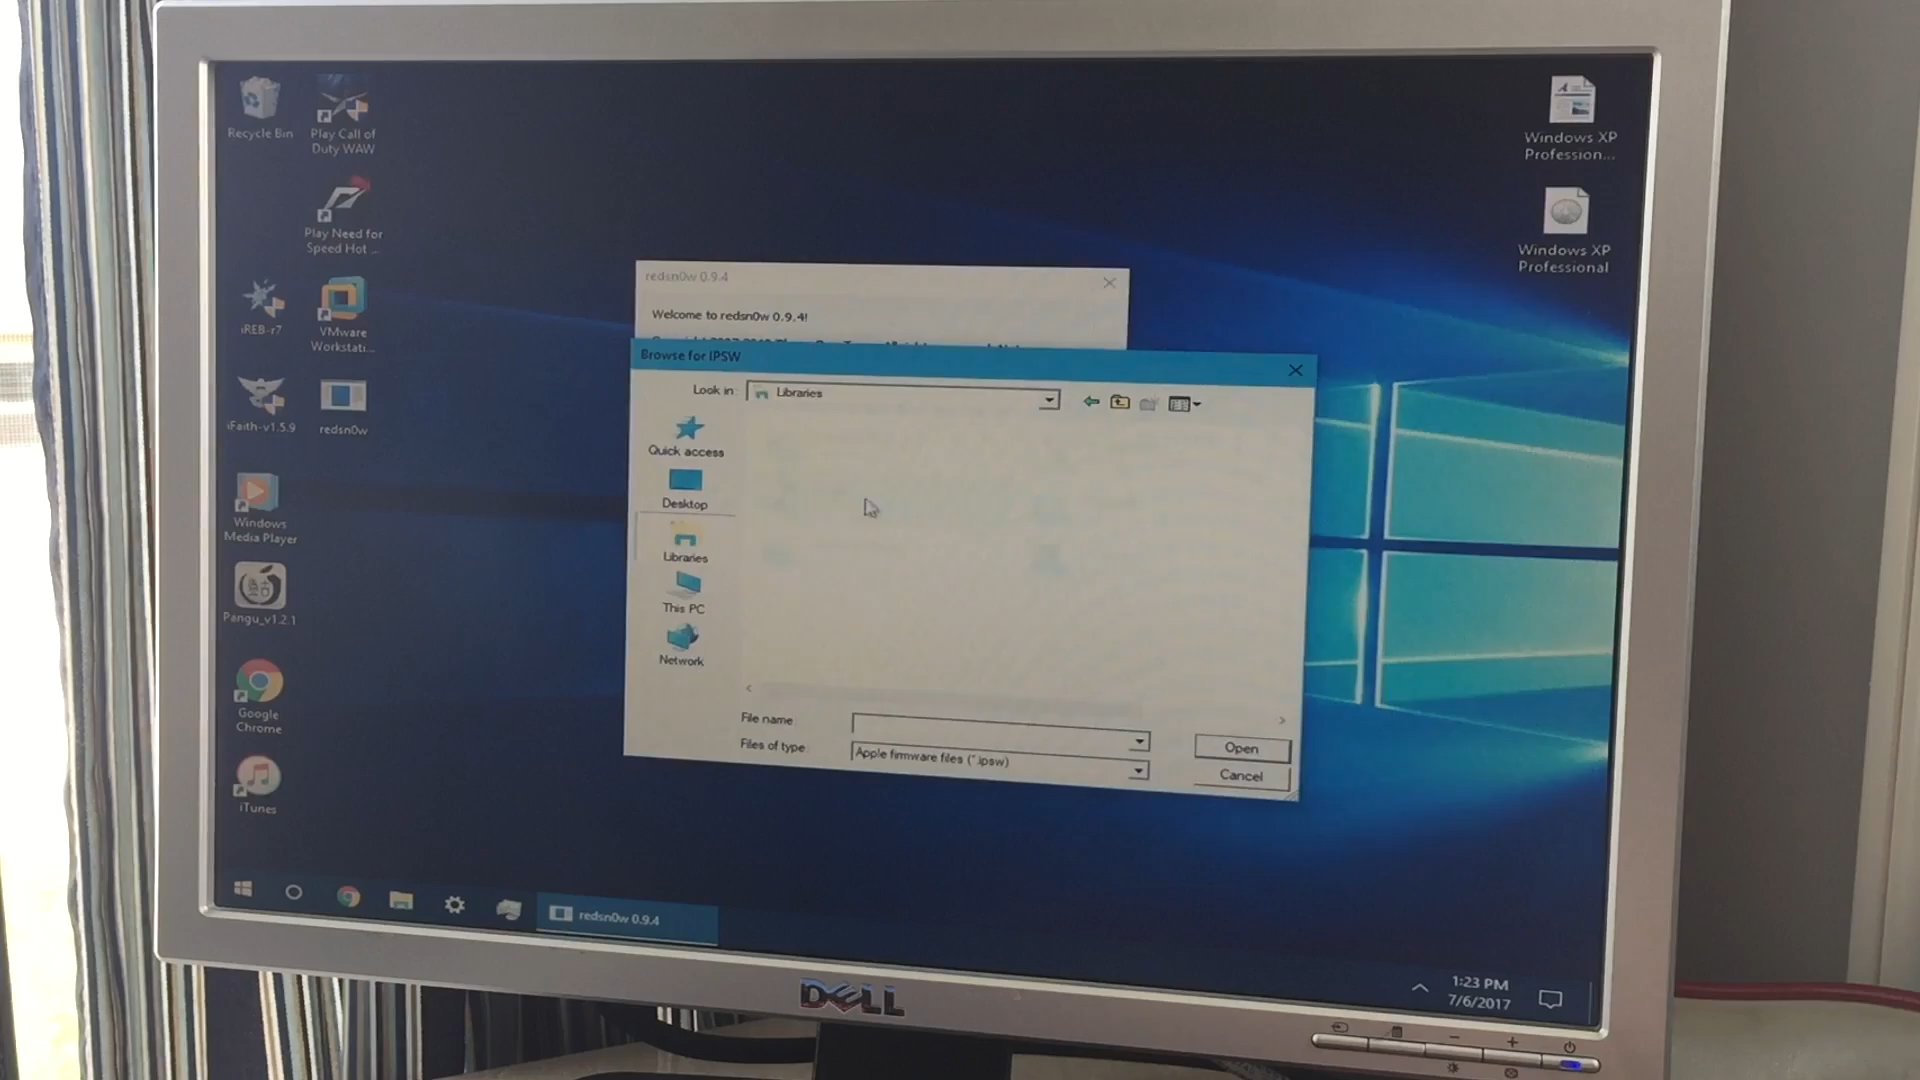 Recycle Bin
Play Call of
Duty WAW
Play Need for
Speed Hot ...
iREB-r7
VMware
Workstati...
iFaith-v1.5.9
redsn0w
Windows
Media Player
Pangu_v1.2.1
Google
Chrome
iTunes
Windows XP
Profession...
Windows XP
Professional
redsn0w 0.9.4
Welcome to redsn0w 0.9.4!
Browse for IPSW
Look in:
Libraries
Quick access
Desktop
Libraries
This PC
Network
File name:
Files of type:
Apple firmware files (*.ipsw)
Open
Cancel
redsn0w 0.9.4
1:23 PM
7/6/2017
DELL